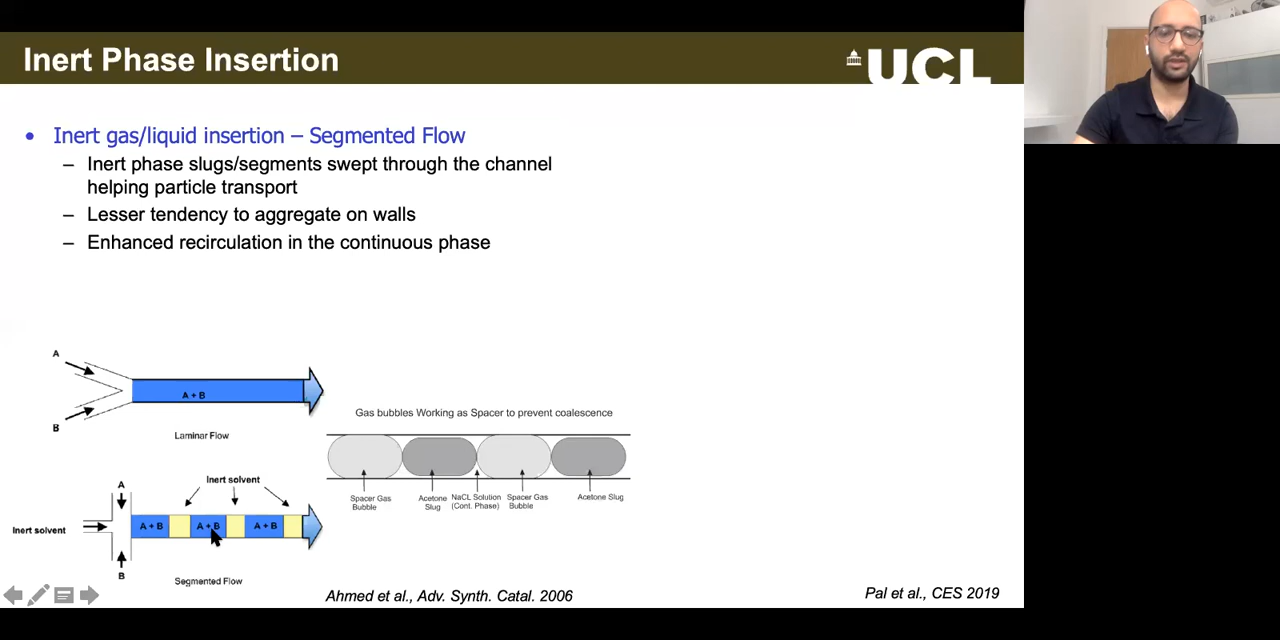 Inert Phase Insertion
UCL
• Inert gas/liquid insertion – Segmented Flow
– Inert phase slugs/segments swept through the channel
helping particle transport
– Lesser tendency to aggregate on walls
– Enhanced recirculation in the continuous phase
A
A + B
B
Laminar Flow
Gas bubbles Working as Spacer to prevent coalescence
Spacer Gas
Bubble
Acetone
Slug
NaCL Solution
(Cont. Phase)
Spacer Gas
Bubble
Acetone Slug
Inert solvent
A
Inert solvent
A + B
A + B
A + B
B
Segmented Flow
Ahmed et al., Adv. Synth. Catal. 2006
Pal et al., CES 2019